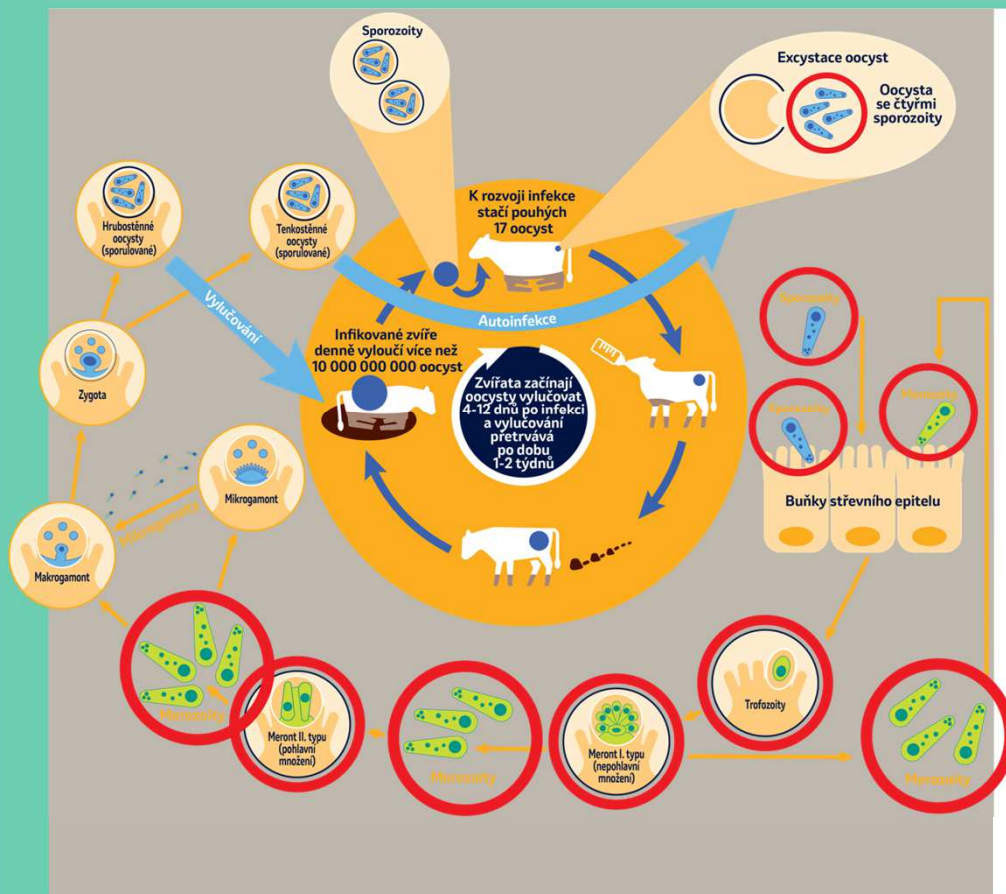 Sporozoity
Excystace oocyst
Oocysta
se čtyřmi
sporozoity
K rozvoji infekce
stačí pouhých
17 oocyst
Hrubostěnné
oocysty
(sporulované)
Tenkostěnné
oocysty
(sporulované)
Vylučování
Autoinfekce
Sporozoity
Infikované zvíře
denně vyloučí více než
10 000 000 000 oocyst
Zvířata začínají
oocysty vylučovat
4-12 dnů po infekci
a vylučování
přetrvává
po dobu
1-2 týdnů
Zygota
Sporozoity
Merozoity
Mikrogamont
Buňky střevního epitelu
Makrogamont
Trofozoity
Merozoity
Meront II. typu
(pohlavní
množení)
Merozoity
Meront I. typu
(nepohlavní
množení)
Merozoity